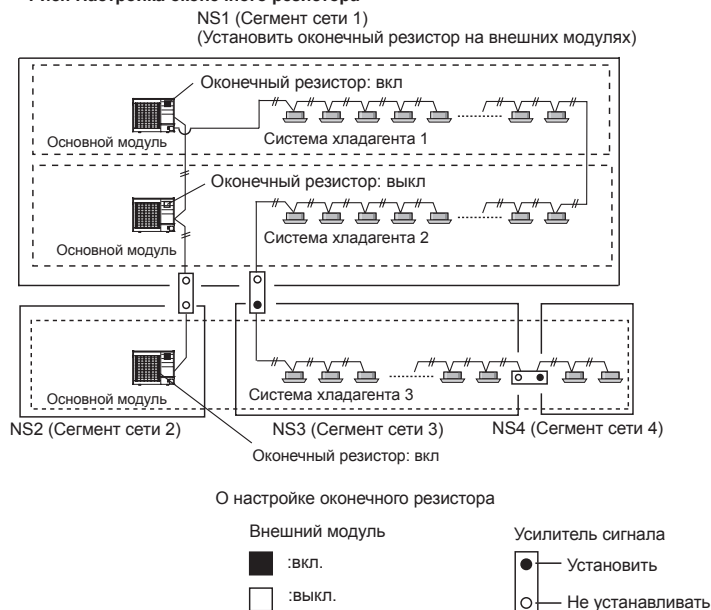 NS1 (Сегмент сети 1)
(Установить оконечный резистор на внешних модулях)
Оконечный резистор: вкл
Основной модуль
Система хладагента 1
Оконечный резистор: выкл
Основной модуль
Система хладагента 2
Основной модуль
Система хладагента 3
NS2 (Сегмент сети 2)
NS3 (Сегмент сети 3)
NS4 (Сегмент сети 4)
Оконечный резистор: вкл
О настройке оконечного резистора
Внешний модуль
:вкл.
:выкл.
Усилитель сигнала
Установить
Не устанавливать